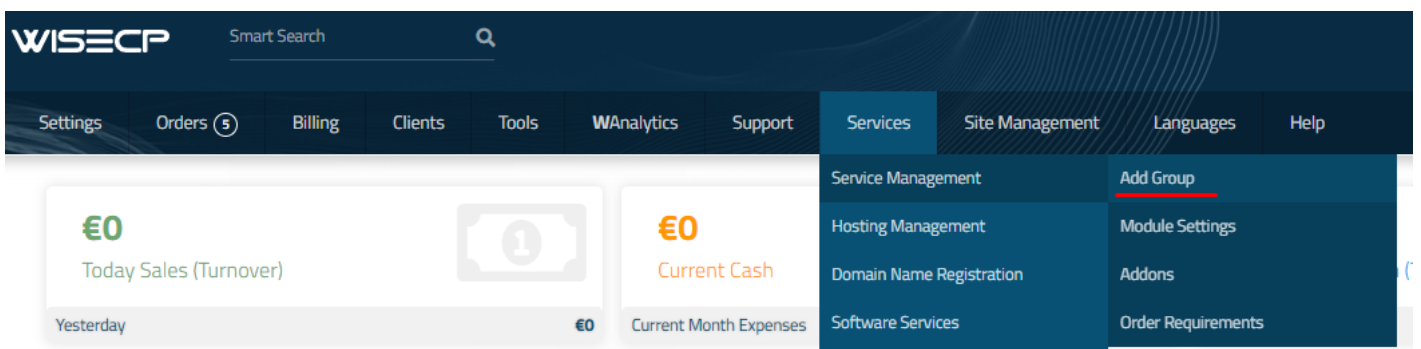 WISECP
Smart Search
Settings Orders 5 Billing Clients Tools WAnalytics Support Services Site Management Languages Help
Service Management Add Group
Hosting Management Module Settings
Domain Name Registration Addons
Software Services Order Requirements
€0
Today Sales (Turnover)
1
Yesterday €0
€0
Current Cash
Current Month Expenses